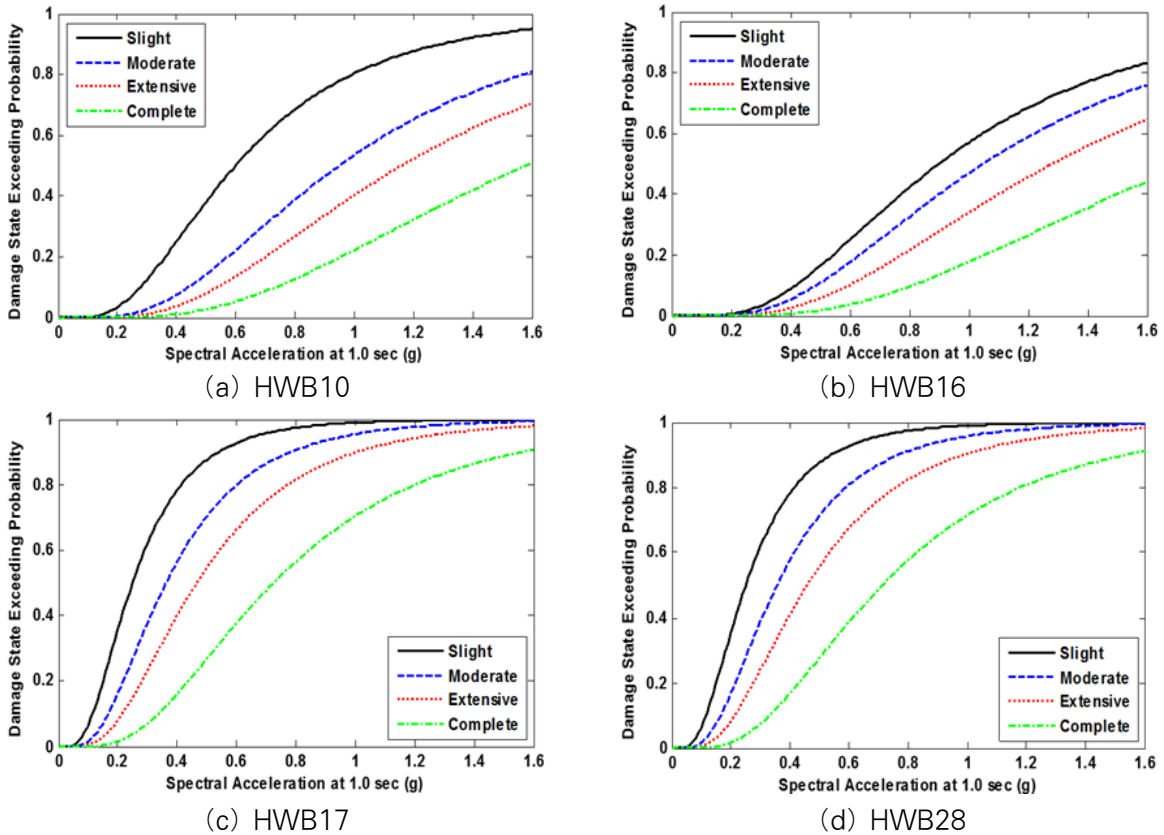 Damage State Exceeding Probability
1
0.8
0.6
0.4
0.2
0
Slight
Moderate
Extensive
Complete
0 0.2 0.4 0.6 0.8 1 1.2 1.4 1.6
Spectral Acceleration at 1.0 sec (g)
(a) HWB10
Damage State Exceeding Probability
1
0.8
0.6
0.4
0.2
0
Slight
Moderate
Extensive
Complete
0 0.2 0.4 0.6 0.8 1 1.2 1.4 1.6
Spectral Acceleration at 1.0 sec (g)
(b) HWB16
Damage State Exceeding Probability
1
0.8
0.6
0.4
0.2
0
Slight
Moderate
Extensive
Complete
0 0.2 0.4 0.6 0.8 1 1.2 1.4 1.6
Spectral Acceleration at 1.0 sec (g)
(c) HWB17
Damage State Exceeding Probability
1
0.8
0.6
0.4
0.2
0
Slight
Moderate
Extensive
Complete
0 0.2 0.4 0.6 0.8 1 1.2 1.4 1.6
Spectral Acceleration at 1.0 sec (g)
(d) HWB28